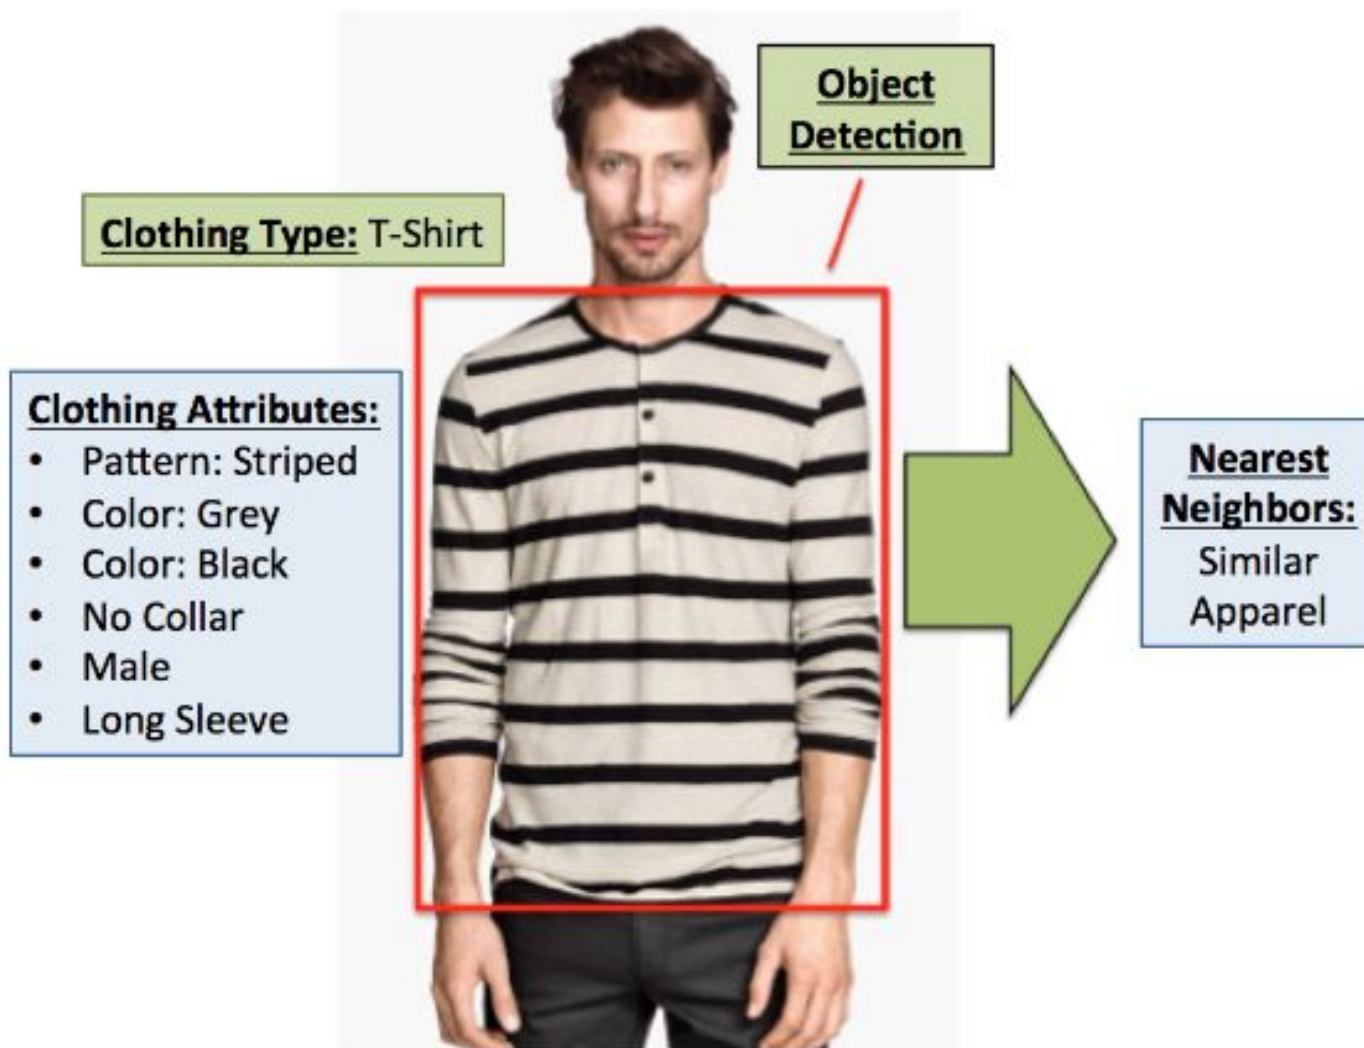 Object
Detection
Clothing Type: T-Shirt
Clothing Attributes:
• Pattern: Striped
• Color: Grey
• Color: Black
• No Collar
• Male
• Long Sleeve
Nearest
Neighbors:
Similar
Apparel